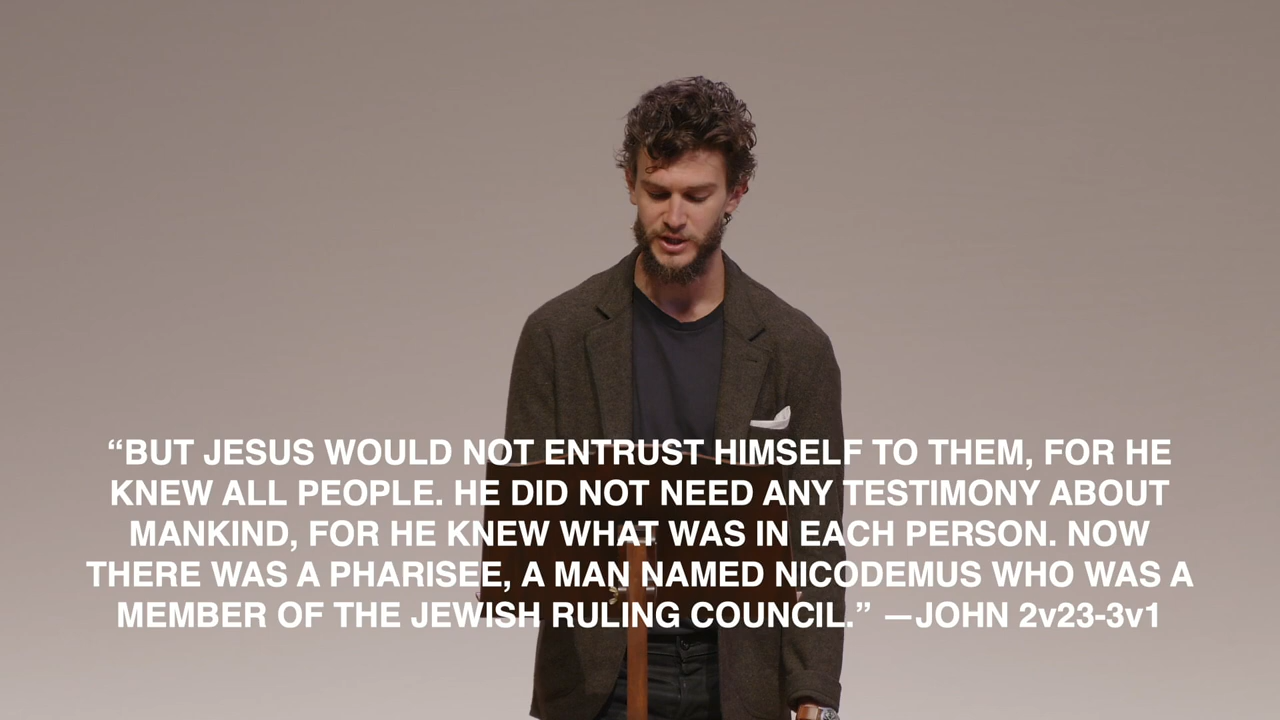 “BUT JESUS WOULD NOT ENTRUST HIMSELF TO THEM, FOR HE
KNEW ALL PEOPLE. HE DID NOT NEED ANY TESTIMONY ABOUT
MANKIND, FOR HE KNEW WHAT WAS IN EACH PERSON. NOW
THERE WAS A PHARISEE, A MAN NAMED NICODEMUS WHO WAS A
MEMBER OF THE JEWISH RULING COUNCIL.” —JOHN 2v23-3v1